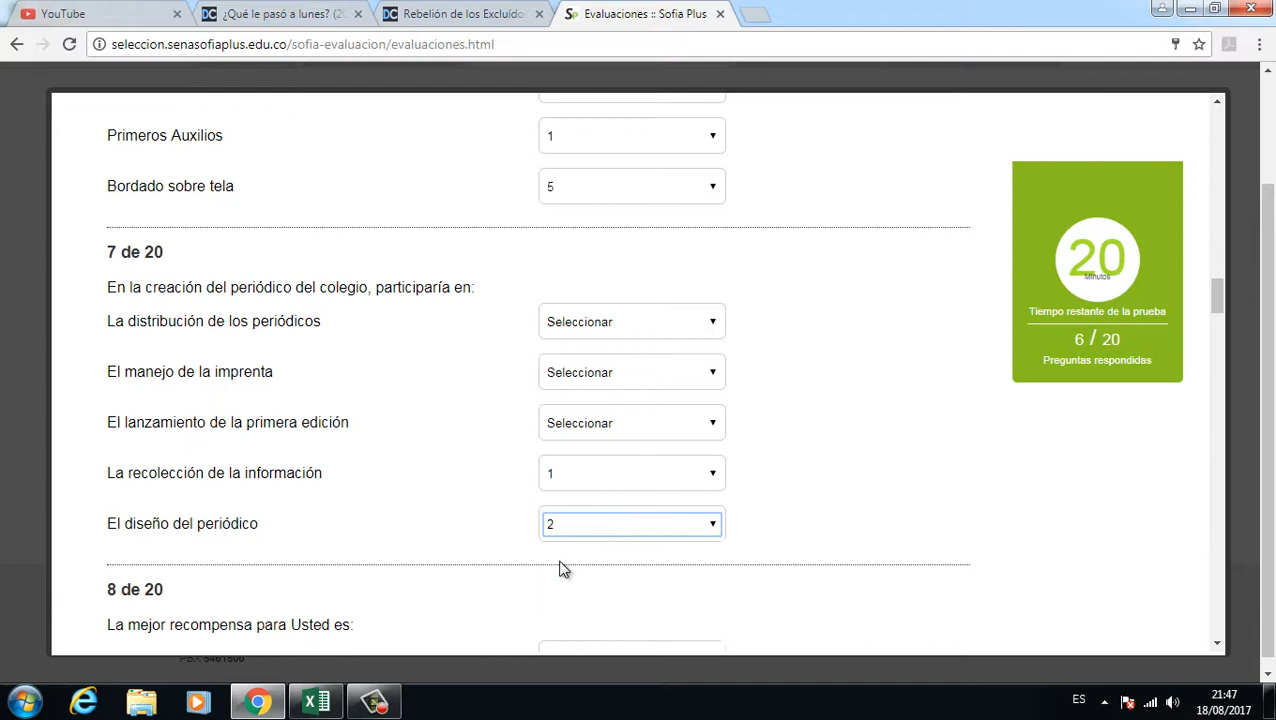 YouTube
¿Qué le pasó a lunes? (20
Rebelión de los Excluído
Evaluaciones :: Sofia Plus
seleccion.senasofiaplus.edu.co/sofia-evaluacion/evaluaciones.html
Primeros Auxilios 1
Bordado sobre tela 5
7 de 20
En la creación del periódico del colegio, participaría en:
La distribución de los periódicos Seleccionar
El manejo de la imprenta Seleccionar
El lanzamiento de la primera edición Seleccionar
La recolección de la información 1
El diseño del periódico 2
8 de 20
La mejor recompensa para Usted es:
20
Minutos
Tiempo restante de la prueba
6 / 20
Preguntas respondidas
PBX 5461600
ES
21:47
18/08/2017